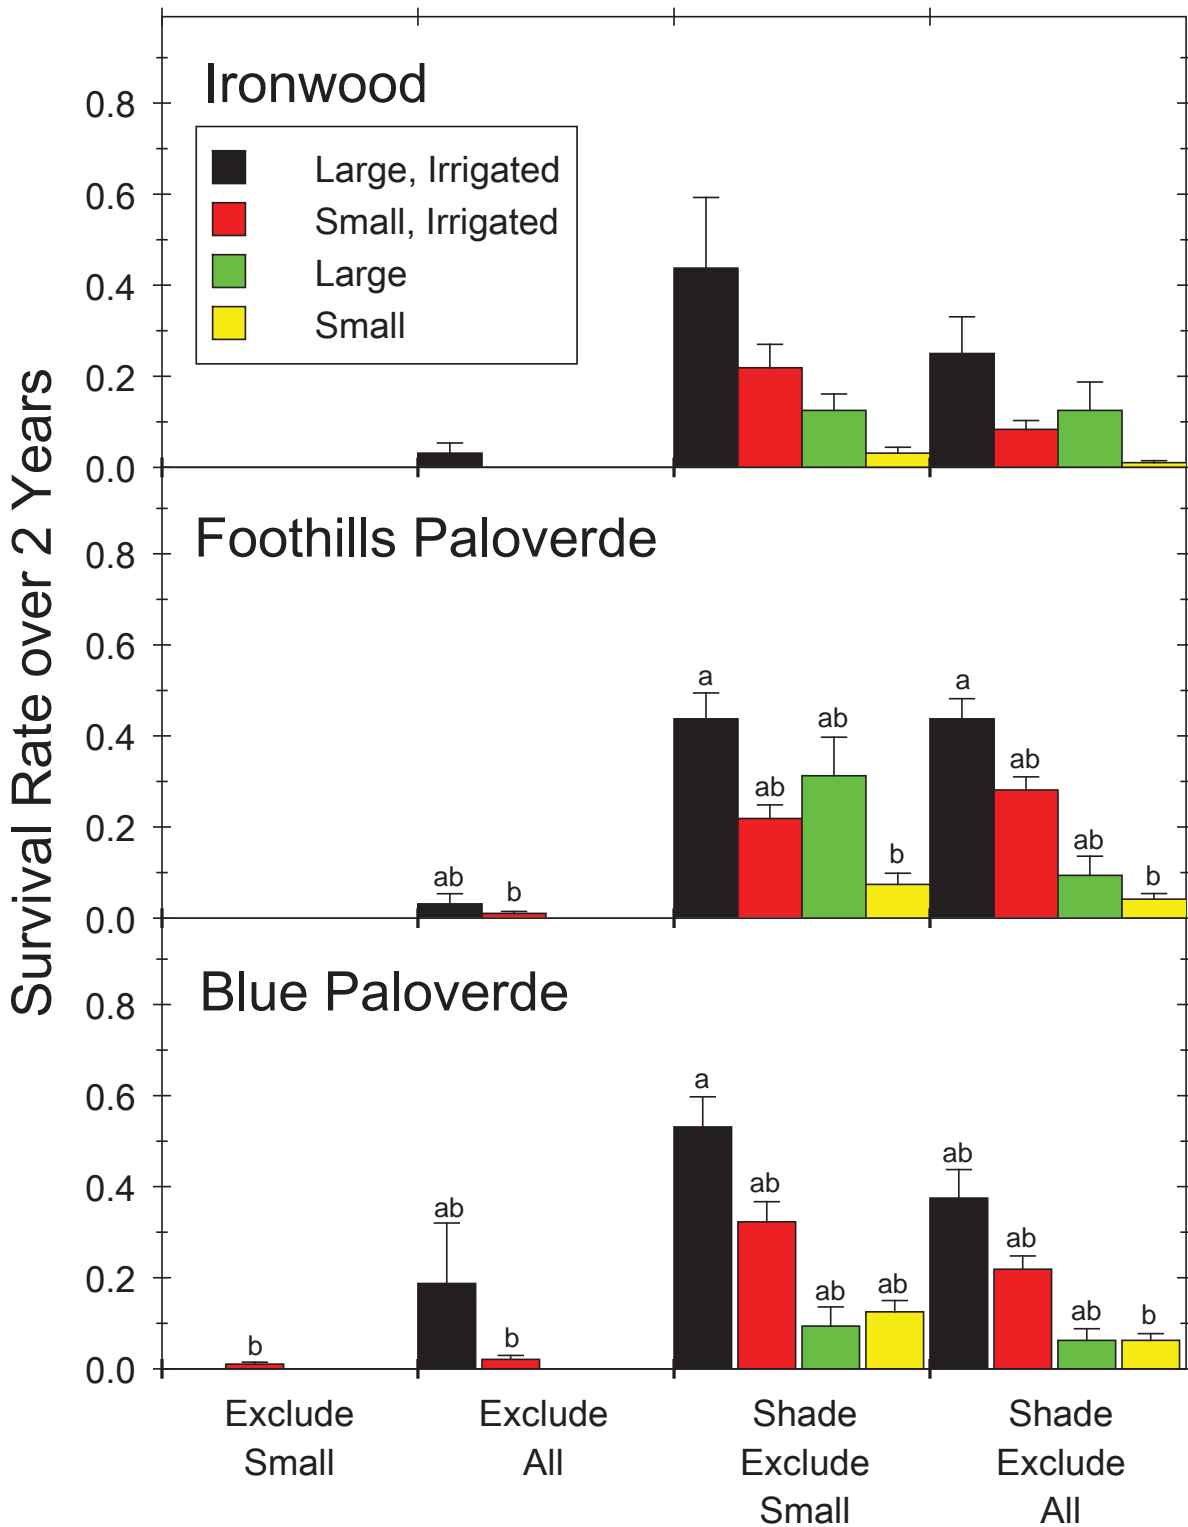 Survival Rate over 2 Years
Ironwood
Large, Irrigated
Small, Irrigated
Large
Small
0.8
0.6
0.4
0.2
0.0
Foothills Paloverde
0.8
0.6
0.4
0.2
0.0
ab
b
a
ab
ab
b
a
ab
ab
b
Blue Paloverde
0.8
0.6
0.4
0.2
0.0
b
ab
b
a
ab
ab
ab
ab
ab
ab
b
Exclude
Small
Exclude
All
Shade
Exclude
Small
Shade
Exclude
All